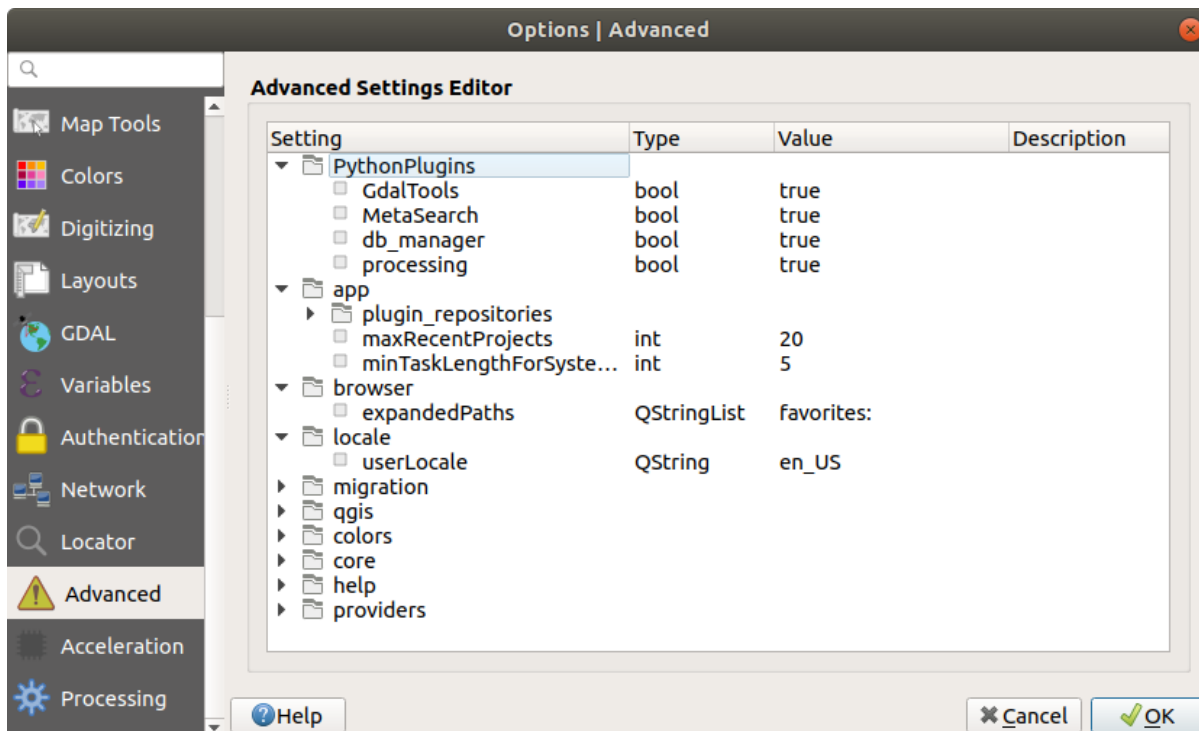 Options | Advanced
Map Tools
Colors
Digitizing
Layouts
GDAL
Variables
Authentication
Network
Locator
Advanced
Acceleration
Processing
Advanced Settings Editor
Setting Type Value Description
PythonPlugins
GdalTools bool true
MetaSearch bool true
db_manager bool true
processing bool true
app
plugin_repositories
maxRecentProjects int 20
minTaskLengthForSyste... int 5
browser
expandedPaths QStringList favorites:
locale
userLocale QString en_US
migration
qgis
colors
core
help
providers
Help
Cancel
OK